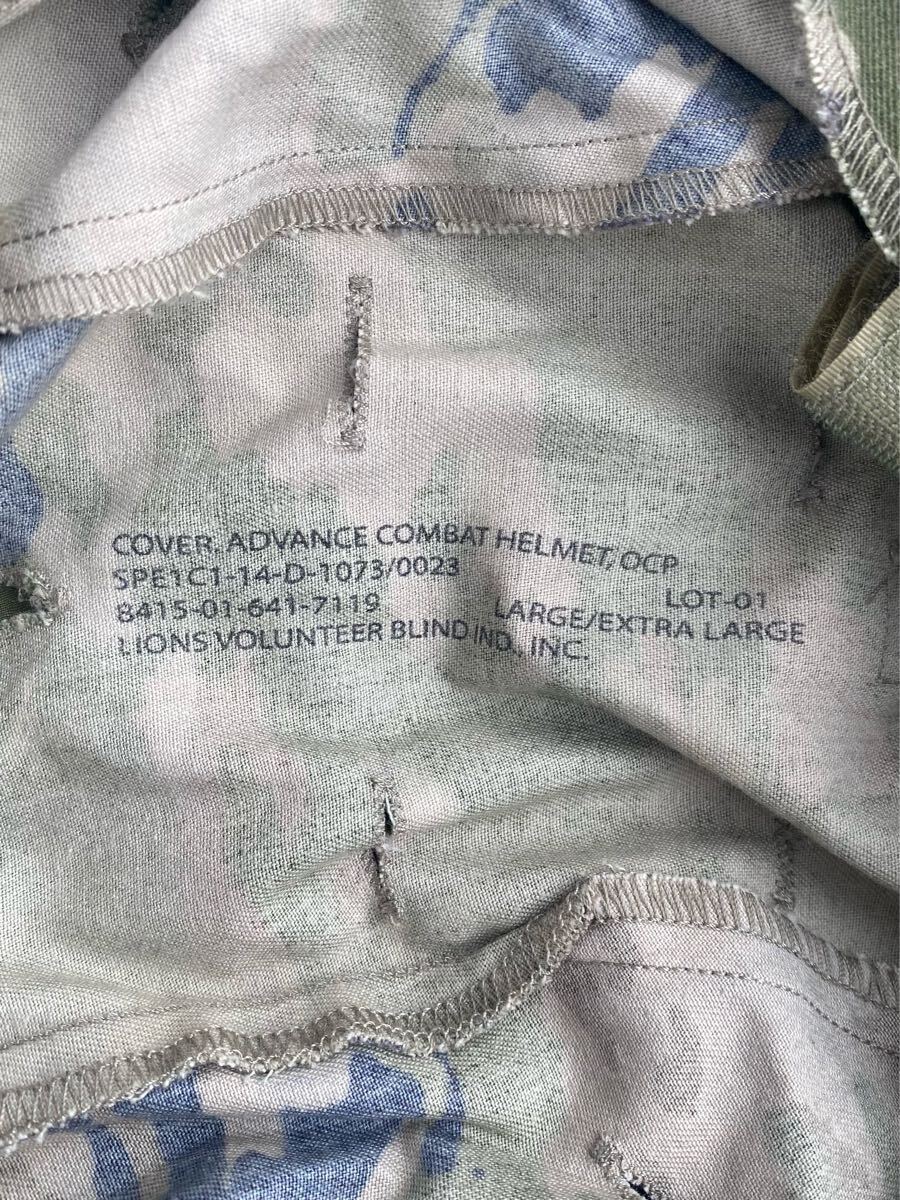 COVER, ADVANCE COMBAT HELMET, OCP
SPE1C1-14-D-1073/0023 LOT-01
8415-01-641-7119 LARGE/EXTRA LARGE
LIONS VOLUNTEER BLIND IND., INC.